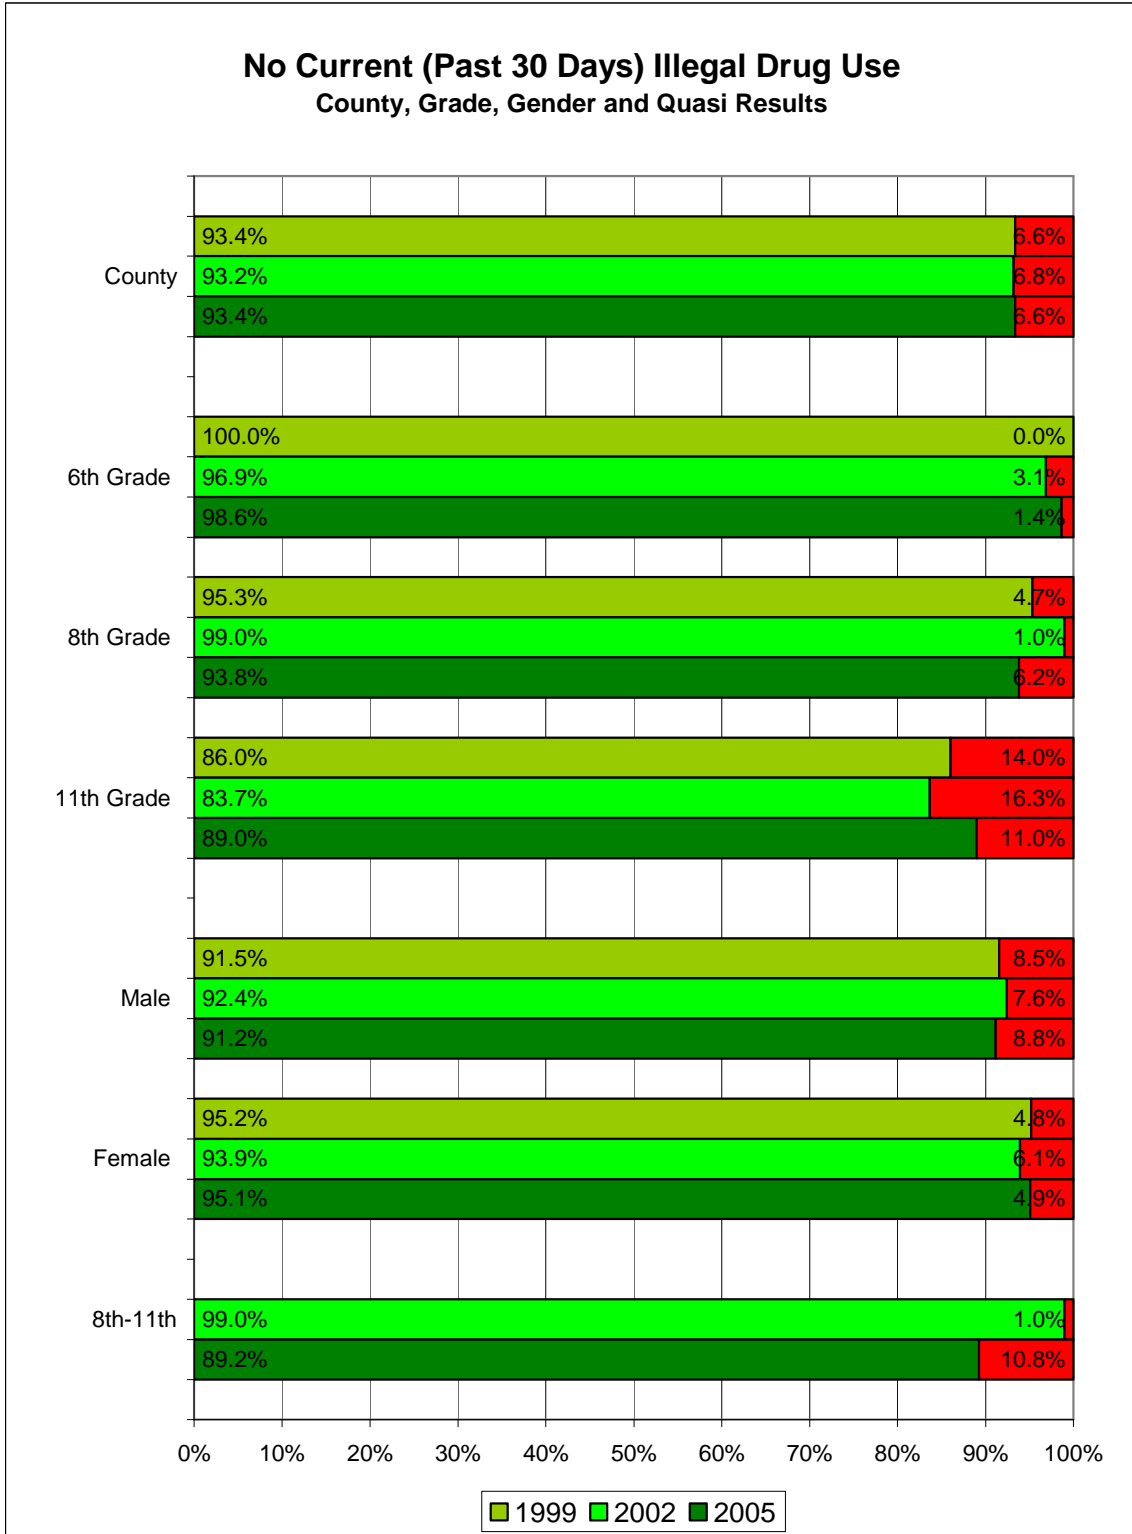 No Current (Past 30 Days) Illegal Drug Use
County, Grade, Gender and Quasi Results
93.4% 6.6%
County 93.2% 6.8%
93.4% 6.6%
100.0% 0.0%
6th Grade 96.9% 3.1%
98.6% 1.4%
95.3% 4.7%
8th Grade 99.0% 1.0%
93.8% 6.2%
86.0% 14.0%
11th Grade 83.7% 16.3%
89.0% 11.0%
91.5% 8.5%
Male 92.4% 7.6%
91.2% 8.8%
95.2% 4.8%
Female 93.9% 6.1%
95.1% 4.9%
8th-11th 99.0% 1.0%
89.2% 10.8%
0% 10% 20% 30% 40% 50% 60% 70% 80% 90% 100%
1999 2002 2005